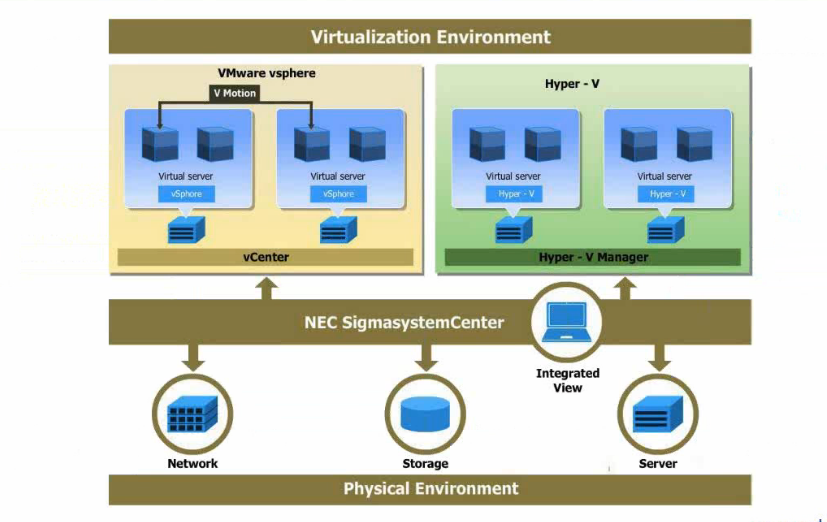 Virtualization Environment
VMware vsphere
V Motion
Virtual server
vSphore
Virtual server
vSphore
vCenter
Hyper - V
Virtual server
Hyper - V
Virtual server
Hyper - V
Hyper - V Manager
NEC SigmasystemCenter
Integrated
View
Network
Storage
Server
Physical Environment